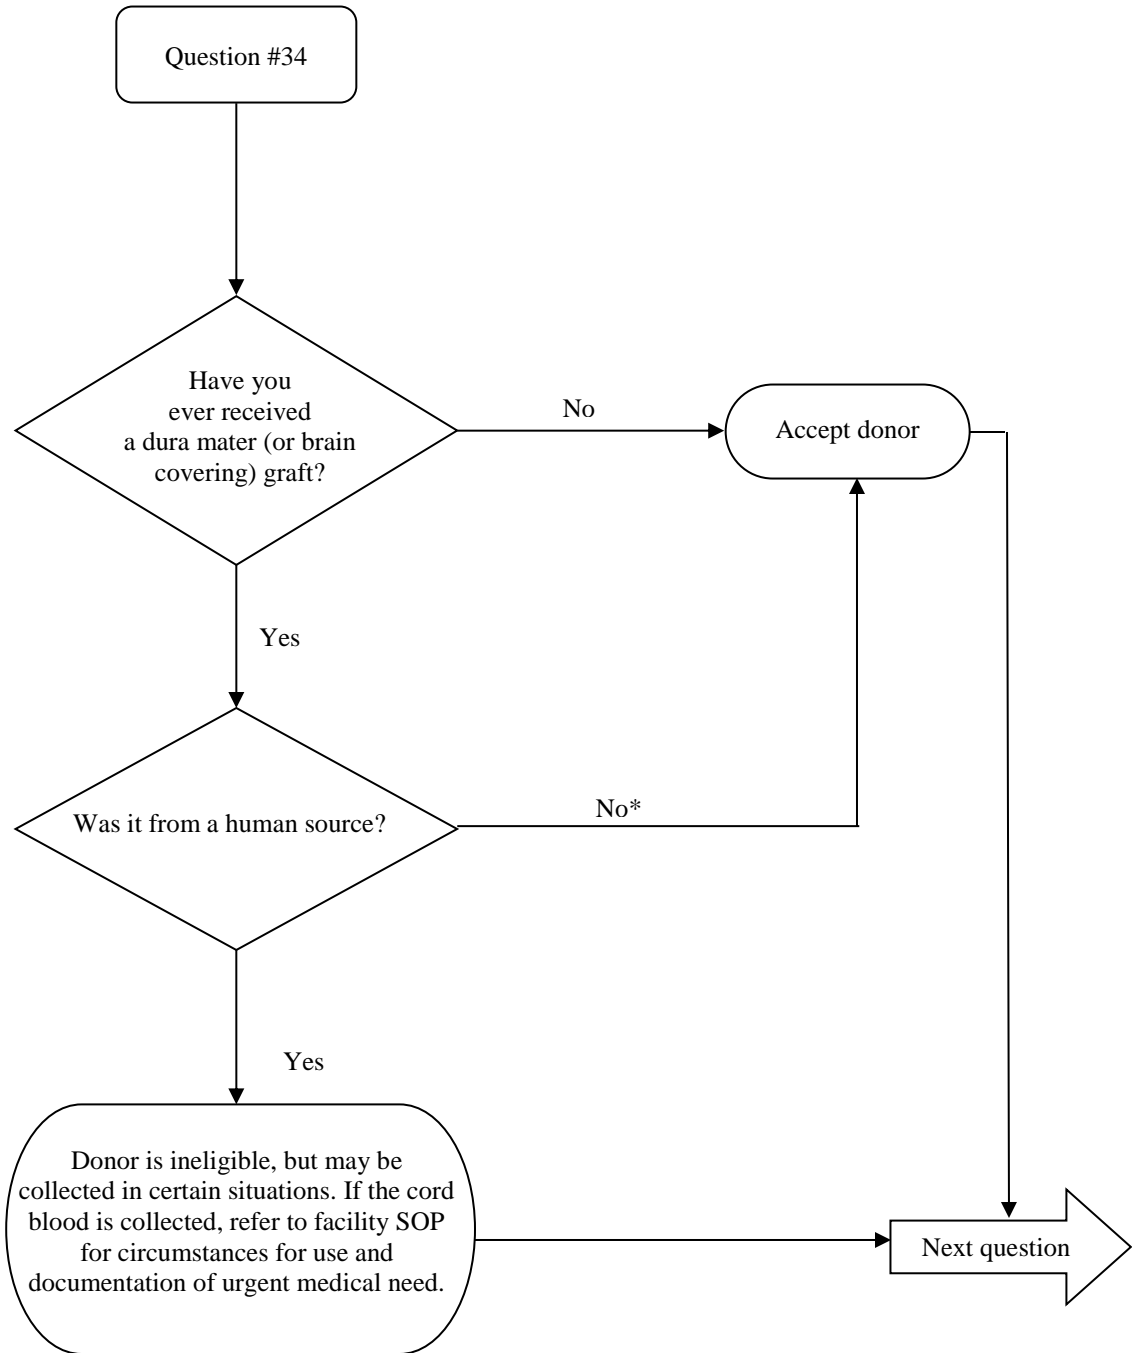 Question #34
Have you
ever received
a dura mater (or brain
covering) graft?
No
Accept donor
Yes
Was it from a human source?
No*
Yes
Donor is ineligible, but may be
collected in certain situations. If the cord
blood is collected, refer to facility SOP
for circumstances for use and
documentation of urgent medical need.
Next question